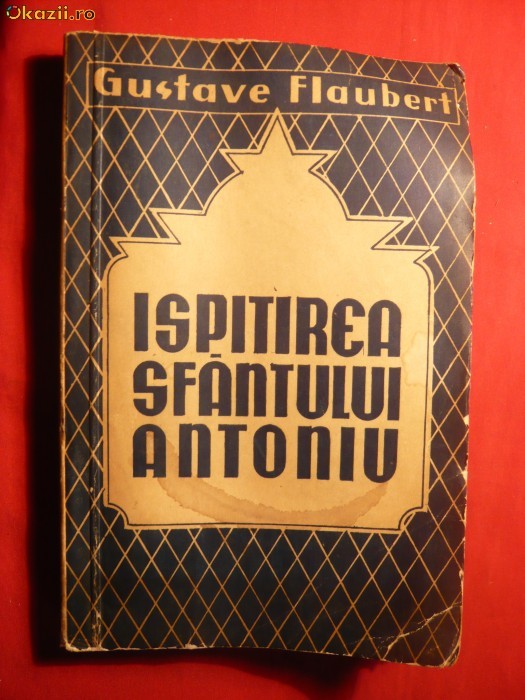 Okazii.ro
Gustave Flaubert
ISPITIREA
SFÂNTULUI
ANTONIU